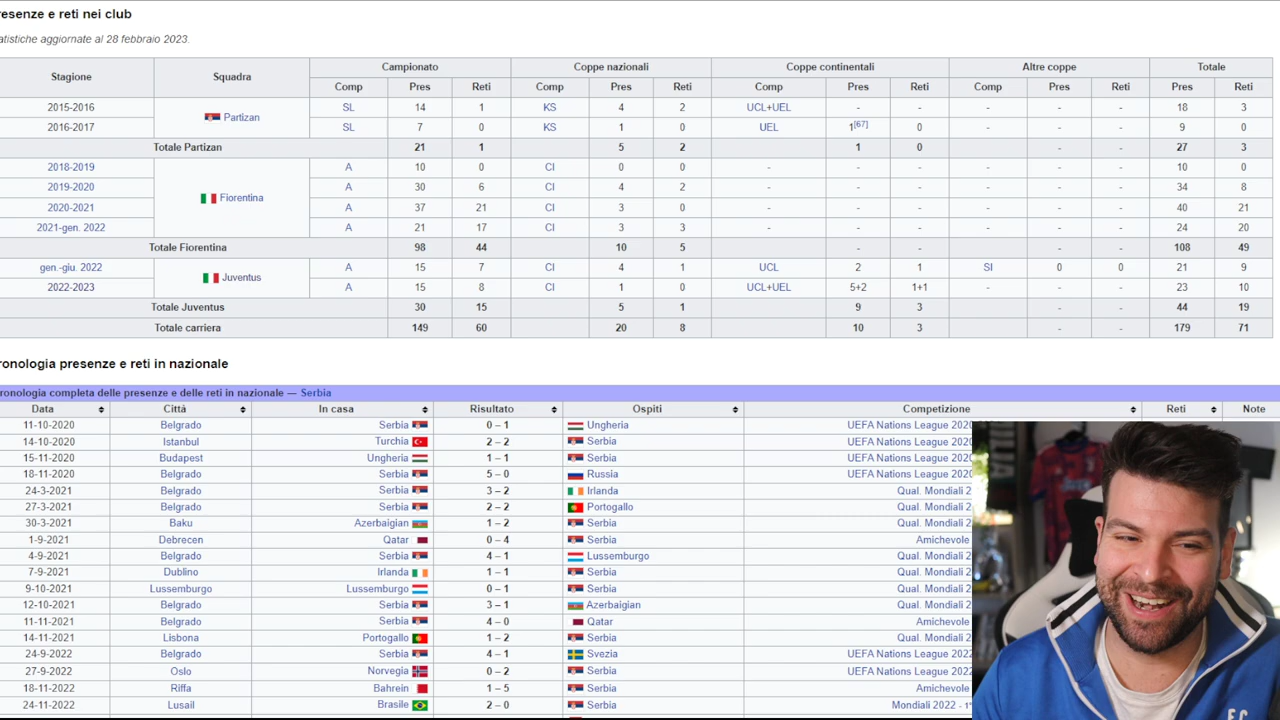 resenze e reti nei club
atistiche aggiornate al 28 febbraio 2023.
Stagione Squadra Campionato Coppe nazionali Coppe continentali Altre coppe Totale
Comp Pres Reti Comp Pres Reti Comp Pres Reti Comp Pres Reti Pres Reti
2015-2016 Partizan SL 14 1 KS 4 2 UCL+UEL - - - - - 18 3
2016-2017 SL 7 0 KS 1 0 UEL 1[67] 0 - - - 9 0
Totale Partizan 21 1 5 2 1 0 - - 27 3
2018-2019 Fiorentina A 10 0 CI 0 0 - - - - - - 10 0
2019-2020 A 30 6 CI 4 2 - - - - - - 34 8
2020-2021 A 37 21 CI 3 0 - - - - - - 40 21
2021-gen. 2022 A 21 17 CI 3 3 - - - - - - 24 20
Totale Fiorentina 98 44 10 5 - - - - 108 49
gen.-giu. 2022 Juventus A 15 7 CI 4 1 UCL 2 1 SI 0 0 21 9
2022-2023 A 15 8 CI 1 0 UCL+UEL 5+2 1+1 - - - 23 10
Totale Juventus 30 15 5 1 9 3 - - 44 19
Totale carriera 149 60 20 8 10 3 - - 179 71
ronologia presenze e reti in nazionale
ronologia completa delle presenze e delle reti in nazionale — Serbia
Data Città In casa Risultato Ospiti Competizione Reti Note
11-10-2020 Belgrado Serbia 0 – 1 Ungheria UEFA Nations League 2020
14-10-2020 Istanbul Turchia 2 – 2 Serbia UEFA Nations League 2020
15-11-2020 Budapest Ungheria 1 – 1 Serbia UEFA Nations League 2020
18-11-2020 Belgrado Serbia 5 – 0 Russia UEFA Nations League 2020
24-3-2021 Belgrado Serbia 3 – 2 Irlanda Qual. Mondiali 2
27-3-2021 Belgrado Serbia 2 – 2 Portogallo Qual. Mondiali 2
30-3-2021 Baku Azerbaigian 1 – 2 Serbia Qual. Mondiali 2
1-9-2021 Debrecen Qatar 0 – 4 Serbia Amichevole
4-9-2021 Belgrado Serbia 4 – 1 Lussemburgo Qual. Mondiali 2
7-9-2021 Dublino Irlanda 1 – 1 Serbia Qual. Mondiali 2
9-10-2021 Lussemburgo Lussemburgo 0 – 1 Serbia Qual. Mondiali 2
12-10-2021 Belgrado Serbia 3 – 1 Azerbaigian Qual. Mondiali 2
11-11-2021 Belgrado Serbia 4 – 0 Qatar Amichevole
14-11-2021 Lisbona Portogallo 1 – 2 Serbia Qual. Mondiali 2
24-9-2022 Belgrado Serbia 4 – 1 Svezia UEFA Nations League 2022
27-9-2022 Oslo Norvegia 0 – 2 Serbia UEFA Nations League 2022
18-11-2022 Riffa Bahrein 1 – 5 Serbia Amichevole
24-11-2022 Lusail Brasile 2 – 0 Serbia Mondiali 2022 - 1º